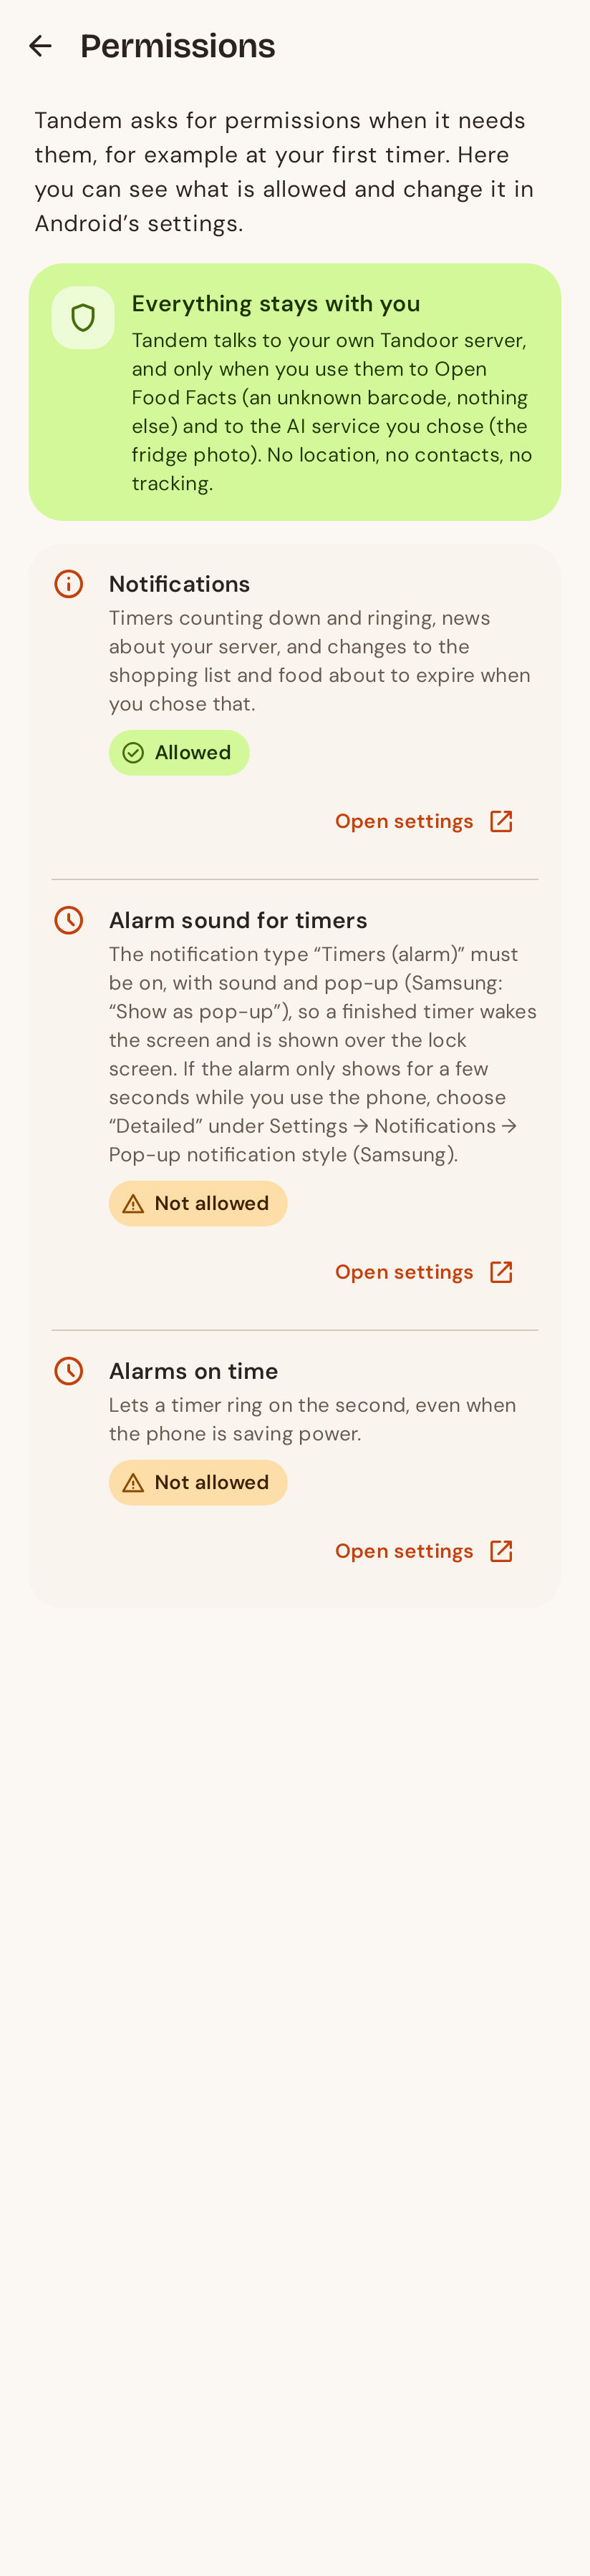 Permissions
Tandem asks for permissions when it needs
them, for example at your first timer. Here
you can see what is allowed and change it in
Android’s settings.
Everything stays with you
Tandem talks to your own Tandoor server,
and only when you use them to Open
Food Facts (an unknown barcode, nothing
else) and to the AI service you chose (the
fridge photo). No location, no contacts, no
tracking.
Notifications
Timers counting down and ringing, news
about your server, and changes to the
shopping list and food about to expire when
you chose that.
Allowed
Open settings
Alarm sound for timers
The notification type “Timers (alarm)” must
be on, with sound and pop-up (Samsung:
“Show as pop-up”), so a finished timer wakes
the screen and is shown over the lock
screen. If the alarm only shows for a few
seconds while you use the phone, choose
“Detailed” under Settings → Notifications →
Pop-up notification style (Samsung).
Not allowed
Open settings
Alarms on time
Lets a timer ring on the second, even when
the phone is saving power.
Not allowed
Open settings